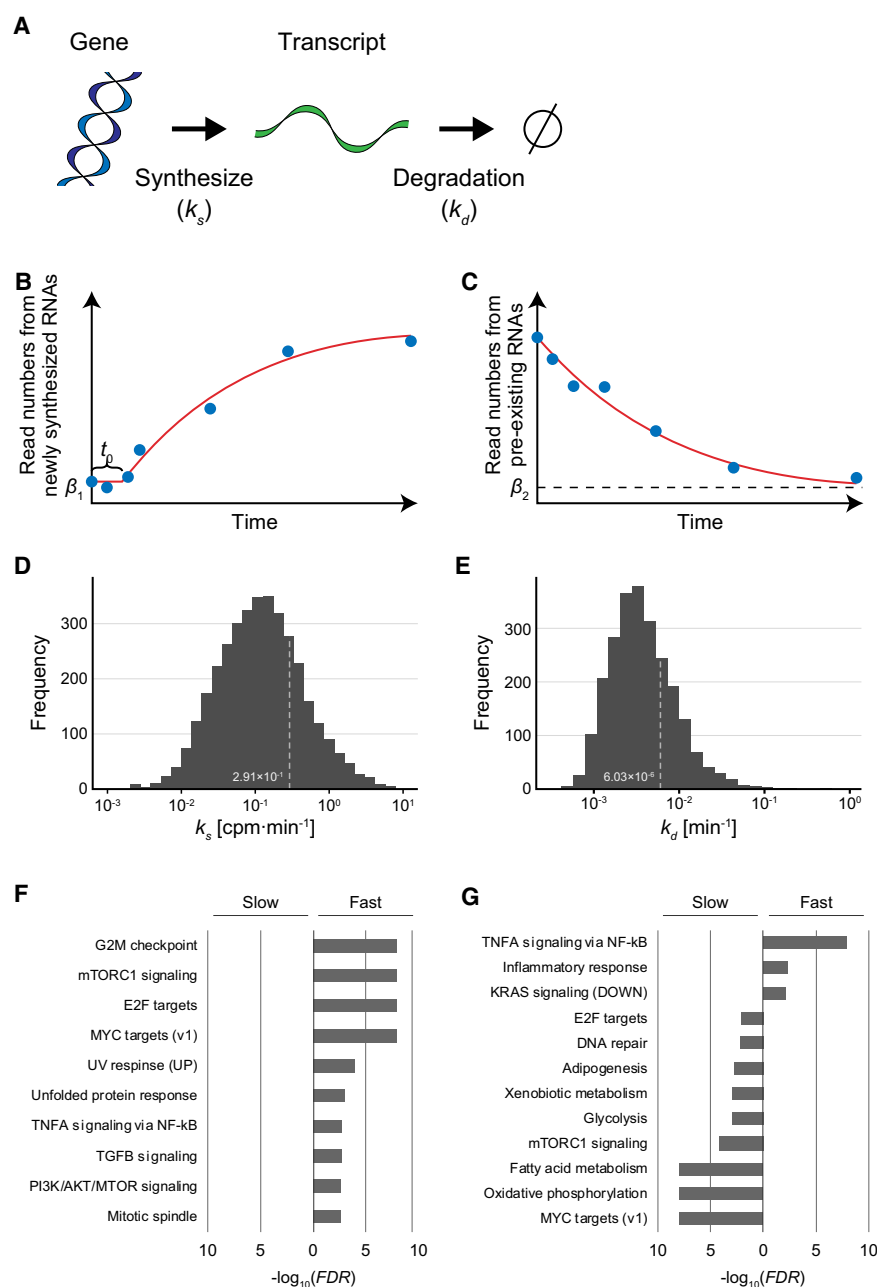 A
Gene
Transcript
Synthesize
(kₛ)
Degradation
(k_d)
B
Read numbers from
newly synthesized RNAs
t₀
β₁
Time
C
Read numbers from
pre-existing RNAs
β₂
Time
D
Frequency
300
200
100
0
2.91×10⁻¹
10⁻³ 10⁻² 10⁻¹ 10⁰ 10¹
kₛ [cpm·min⁻¹]
E
Frequency
300
200
100
0
6.03×10⁻⁶
10⁻³ 10⁻² 10⁻¹ 10⁰
k_d [min⁻¹]
F
Slow Fast
G2M checkpoint
mTORC1 signaling
E2F targets
MYC targets (v1)
UV respinse (UP)
Unfolded protein response
TNFA signaling via NF-kB
TGFB signaling
PI3K/AKT/MTOR signaling
Mitotic spindle
10 5 0 5 10
-log₁₀(FDR)
G
Slow Fast
TNFA signaling via NF-kB
Inflammatory response
KRAS signaling (DOWN)
E2F targets
DNA repair
Adipogenesis
Xenobiotic metabolism
Glycolysis
mTORC1 signaling
Fatty acid metabolism
Oxidative phosphorylation
MYC targets (v1)
10 5 0 5 10
-log₁₀(FDR)